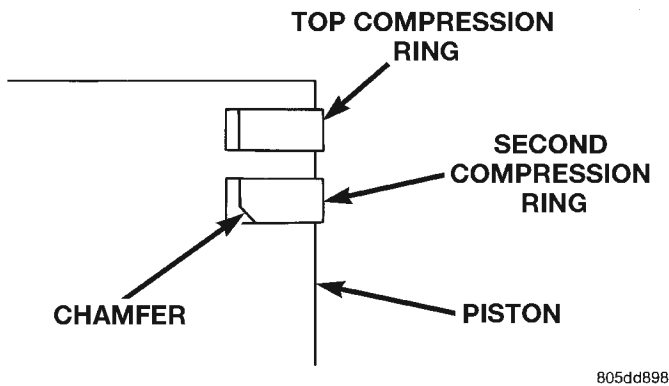 TOP COMPRESSION
RING
SECOND
COMPRESSION
RING
CHAMFER
PISTON
805dd898